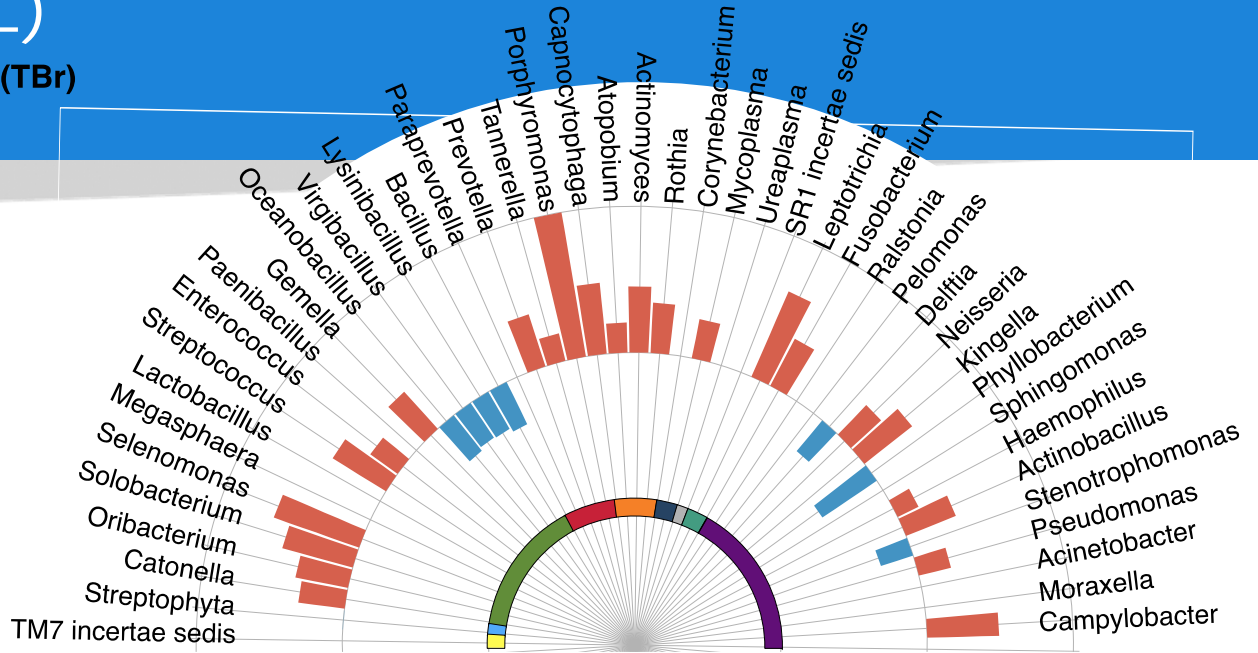 L)
(TBr)
TM7 incertae sedis
Streptophyta
Catonella
Oribacterium
Solobacterium
Selenomonas
Megasphaera
Lactobacillus
Streptococcus
Enterococcus
Paenibacillus
Gemella
Oceanobacillus
Virgibacillus
Lysinibacillus
Bacillus
Paraprevotella
Prevotella
Tannerella
Porphyromonas
Capnocytophaga
Atopobium
Actinomyces
Rothia
Corynebacterium
Mycoplasma
Ureaplasma
SR1 incertae sedis
Leptotrichia
Fusobacterium
Ralstonia
Pelomonas
Delftia
Neisseria
Kingella
Phyllobacterium
Sphingomonas
Haemophilus
Actinobacillus
Stenotrophomonas
Pseudomonas
Acinetobacter
Moraxella
Campylobacter